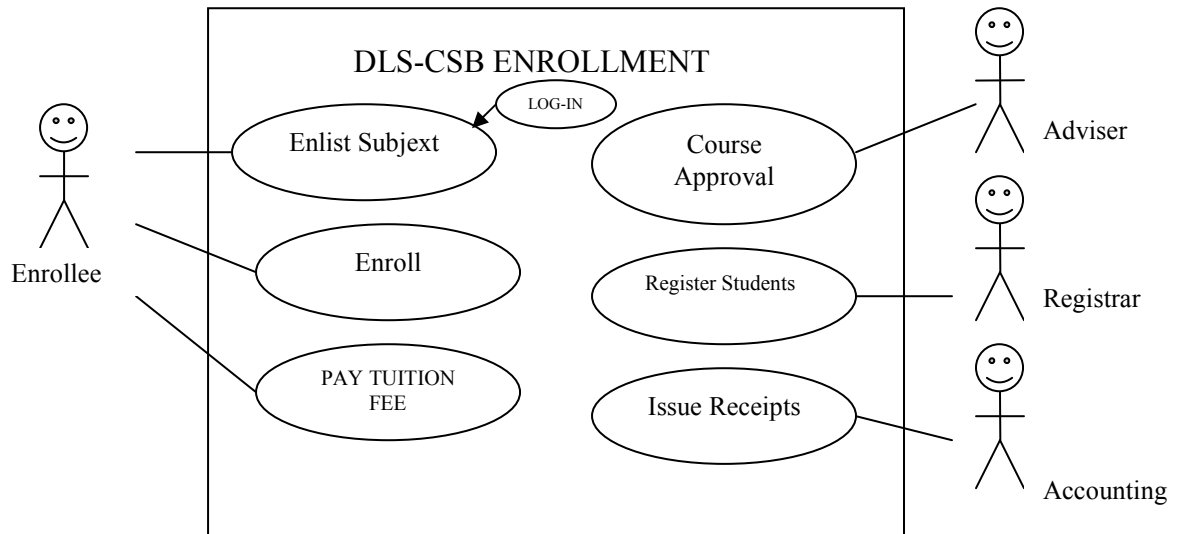 DLS-CSB ENROLLMENT
LOG-IN
Enlist Subjext
Course
Approval
Adviser
Enroll
Enrollee
Register Students
Registrar
PAY TUITION
FEE
Issue Receipts
Accounting